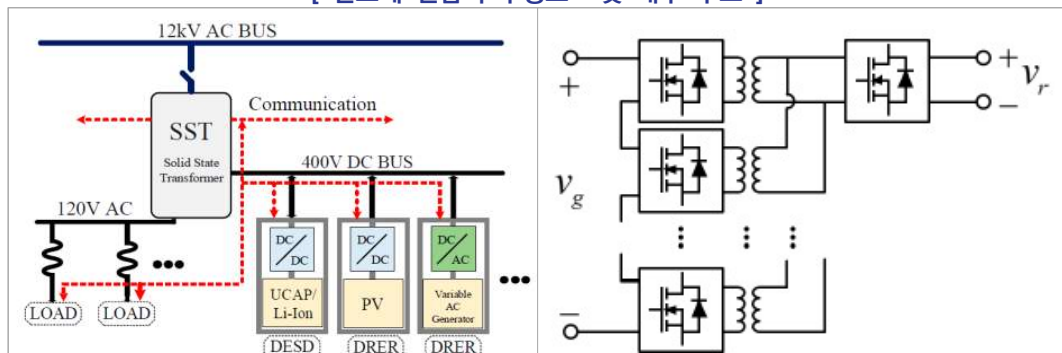 12kV AC BUS
Communication
SST
Solid State
Transformer
400V DC BUS
120V AC
DC
DC
DC
DC
DC
AC
UCAP/
Li-Ion
PV
Variable
AC
Generator
LOAD
LOAD
DESD
DRER
DRER
+
v_g
−
+
v_r
−